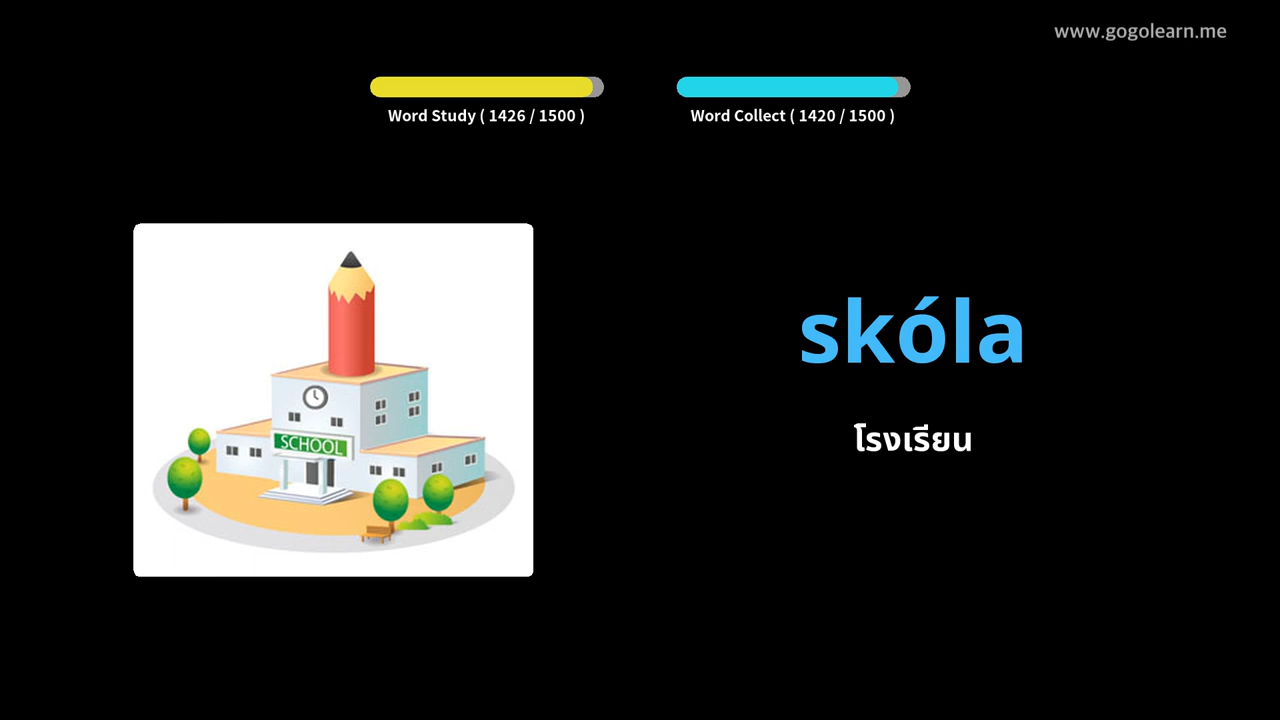 www.gogolearn.me
Word Study ( 1426 / 1500 )
Word Collect ( 1420 / 1500 )
SCHOOL
skóla
โรงเรียน